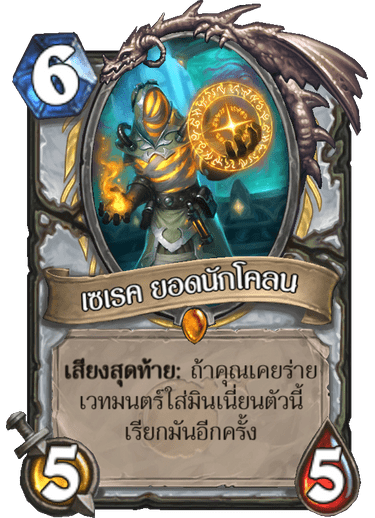 6
เซเรค ยอดนักโคลน
เสียงสุดท้าย: ถ้าคุณเคยร่าย
เวทมนตร์ใส่มินเนี่ยนตัวนี้
เรียกมันอีกครั้ง
5
5